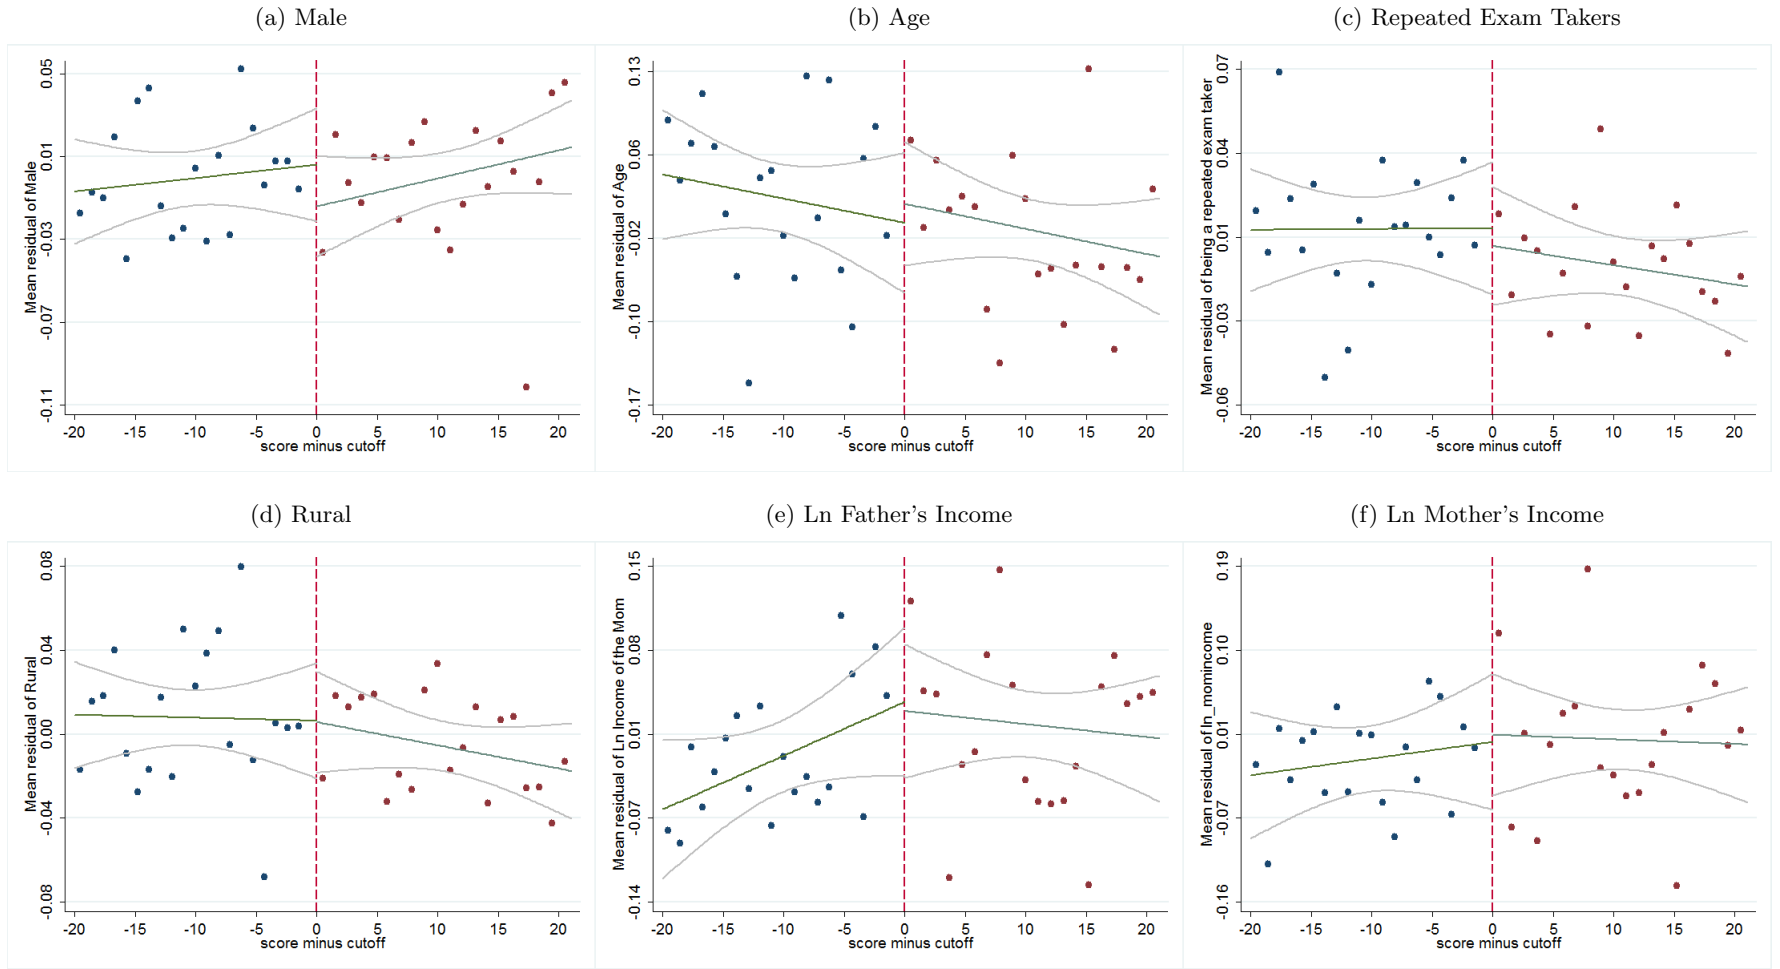 (a) Male
(b) Age
(c) Repeated Exam Takers
Mean residual of Male
0.05
0.01
-0.03
-0.07
-0.11
-20 -15 -10 -5 0 5 10 15 20
score minus cutoff
Mean residual of Age
0.13
0.06
-0.02
-0.10
-0.17
-20 -15 -10 -5 0 5 10 15 20
score minus cutoff
Mean residual of being a repeated exam taker
0.07
0.04
0.01
-0.03
-0.06
-20 -15 -10 -5 0 5 10 15 20
score minus cutoff
(d) Rural
(e) Ln Father's Income
(f) Ln Mother's Income
Mean residual of Rural
0.08
0.04
0.00
-0.04
-0.08
-20 -15 -10 -5 0 5 10 15 20
score minus cutoff
Mean residual of Ln Income of the Mom
0.15
0.08
0.01
-0.07
-0.14
-20 -15 -10 -5 0 5 10 15 20
score minus cutoff
Mean residual of ln_momincome
0.19
0.10
0.01
-0.07
-0.16
-20 -15 -10 -5 0 5 10 15 20
score minus cutoff